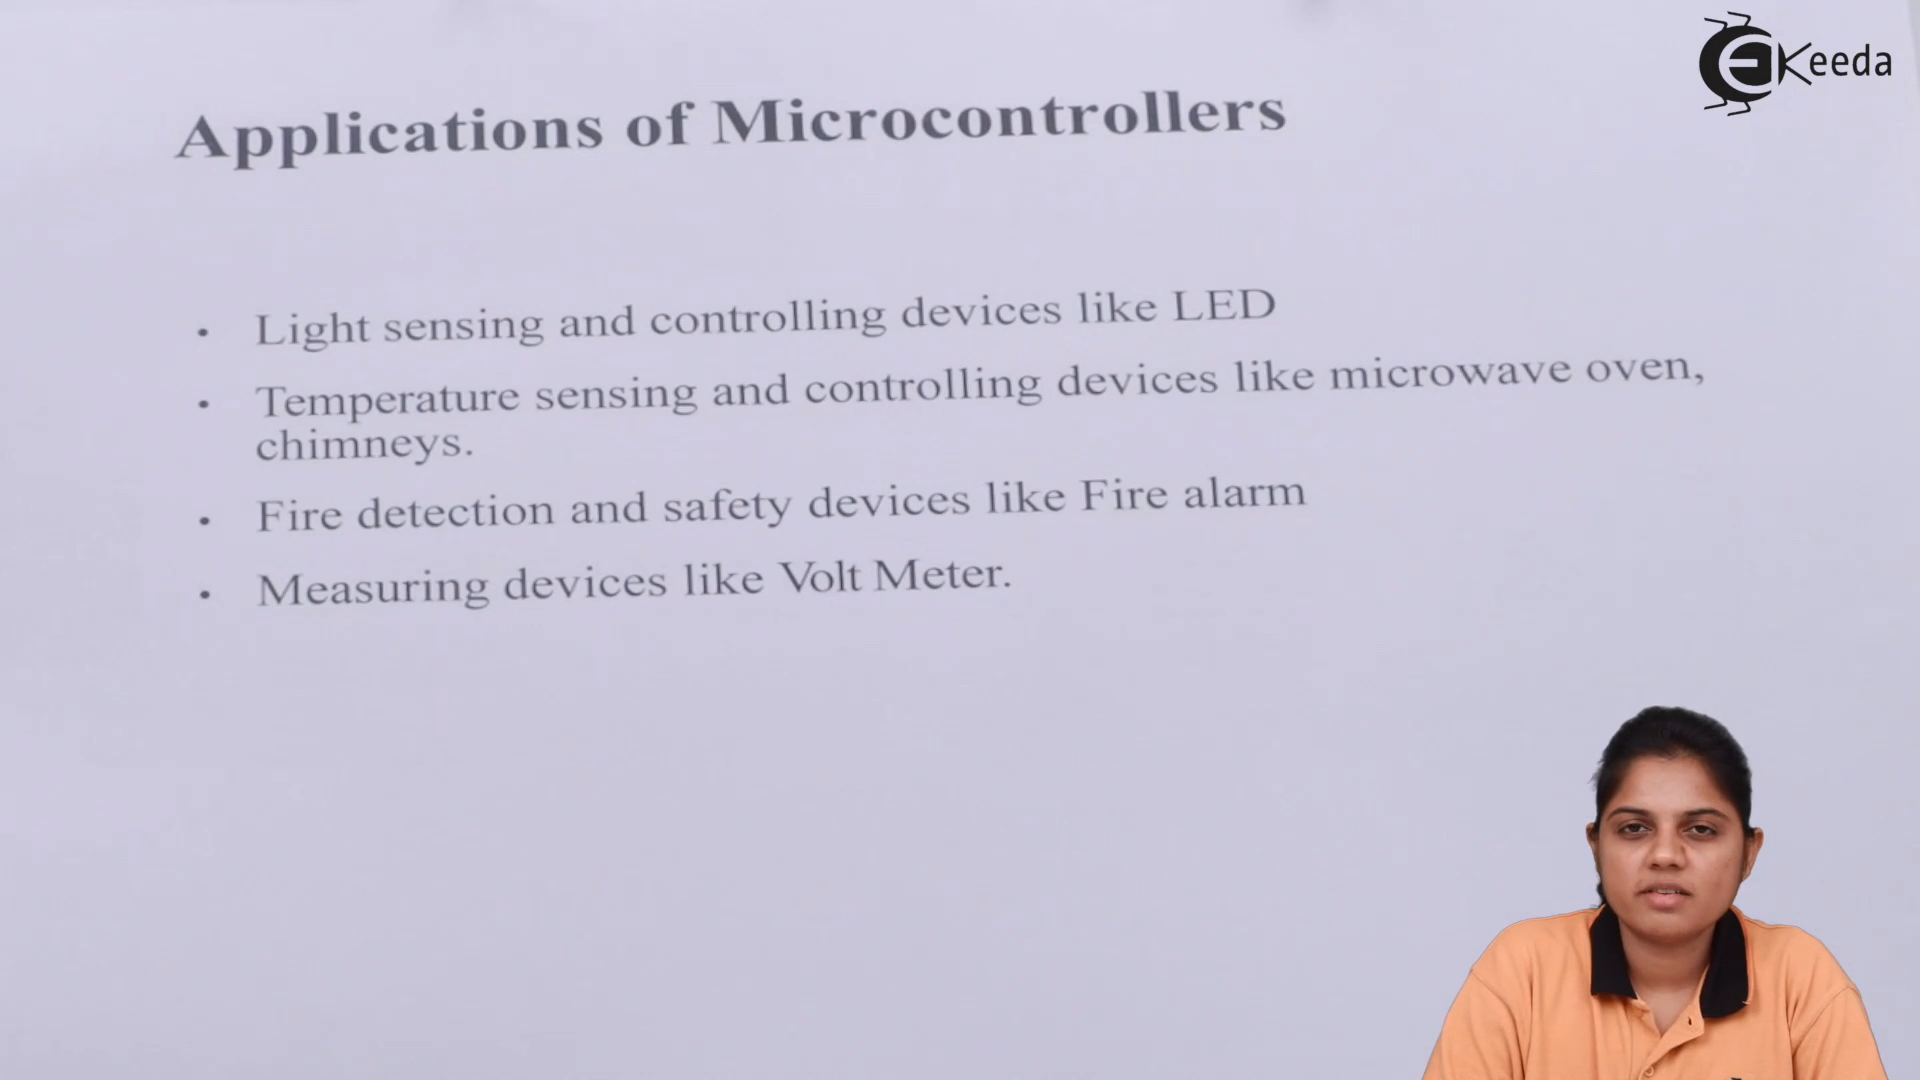 EKeeda
Applications of Microcontrollers
• Light sensing and controlling devices like LED
• Temperature sensing and controlling devices like microwave oven,
chimneys.
• Fire detection and safety devices like Fire alarm
• Measuring devices like Volt Meter.